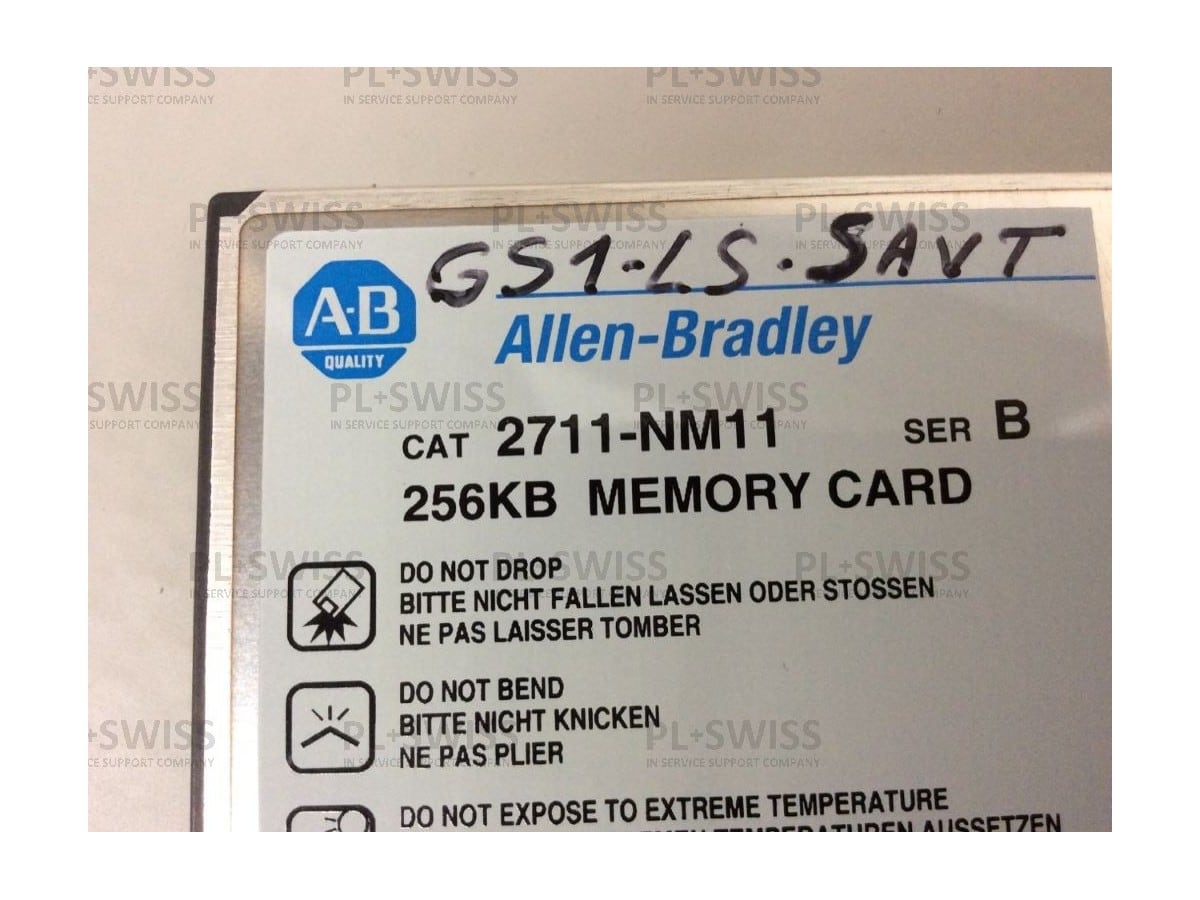 GS1-LS.SAVT
A·B
QUALITY
Allen-Bradley
CAT 2711-NM11 SER B
256KB MEMORY CARD
DO NOT DROP
BITTE NICHT FALLEN LASSEN ODER STOSSEN
NE PAS LAISSER TOMBER
DO NOT BEND
BITTE NICHT KNICKEN
NE PAS PLIER
DO NOT EXPOSE TO EXTREME TEMPERATURE
TEMPERATUREN AUSSETZEN
PL+SWISS
IN SERVICE SUPPORT COMPANY